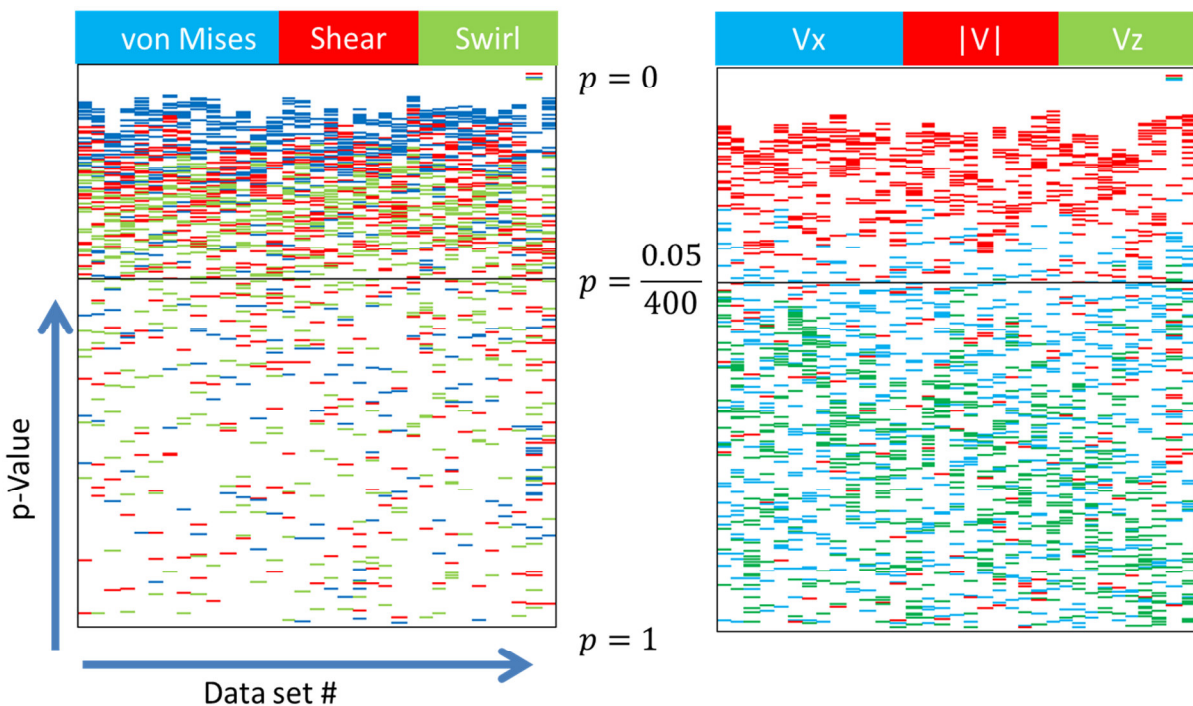 von Mises Shear Swirl
Vx |V| Vz
p = 0
p = 0.05
400
p = 1
p-Value
Data set #